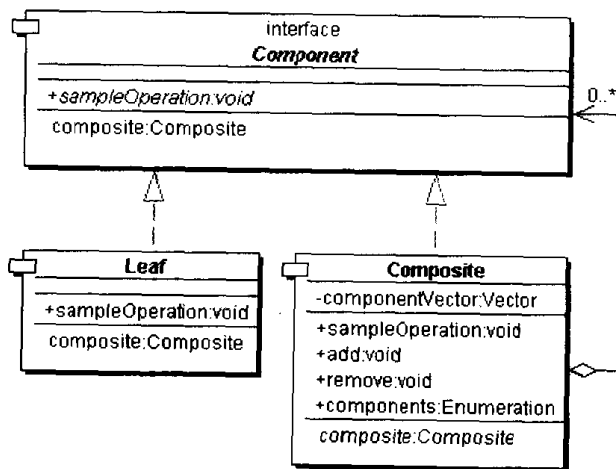 interface
Component
+sampleOperation:void
0..*
composite:Composite
Leaf
+sampleOperation:void
composite:Composite
Composite
-componentVector:Vector
+sampleOperation:void
+add:void
+remove:void
+components:Enumeration
composite:Composite